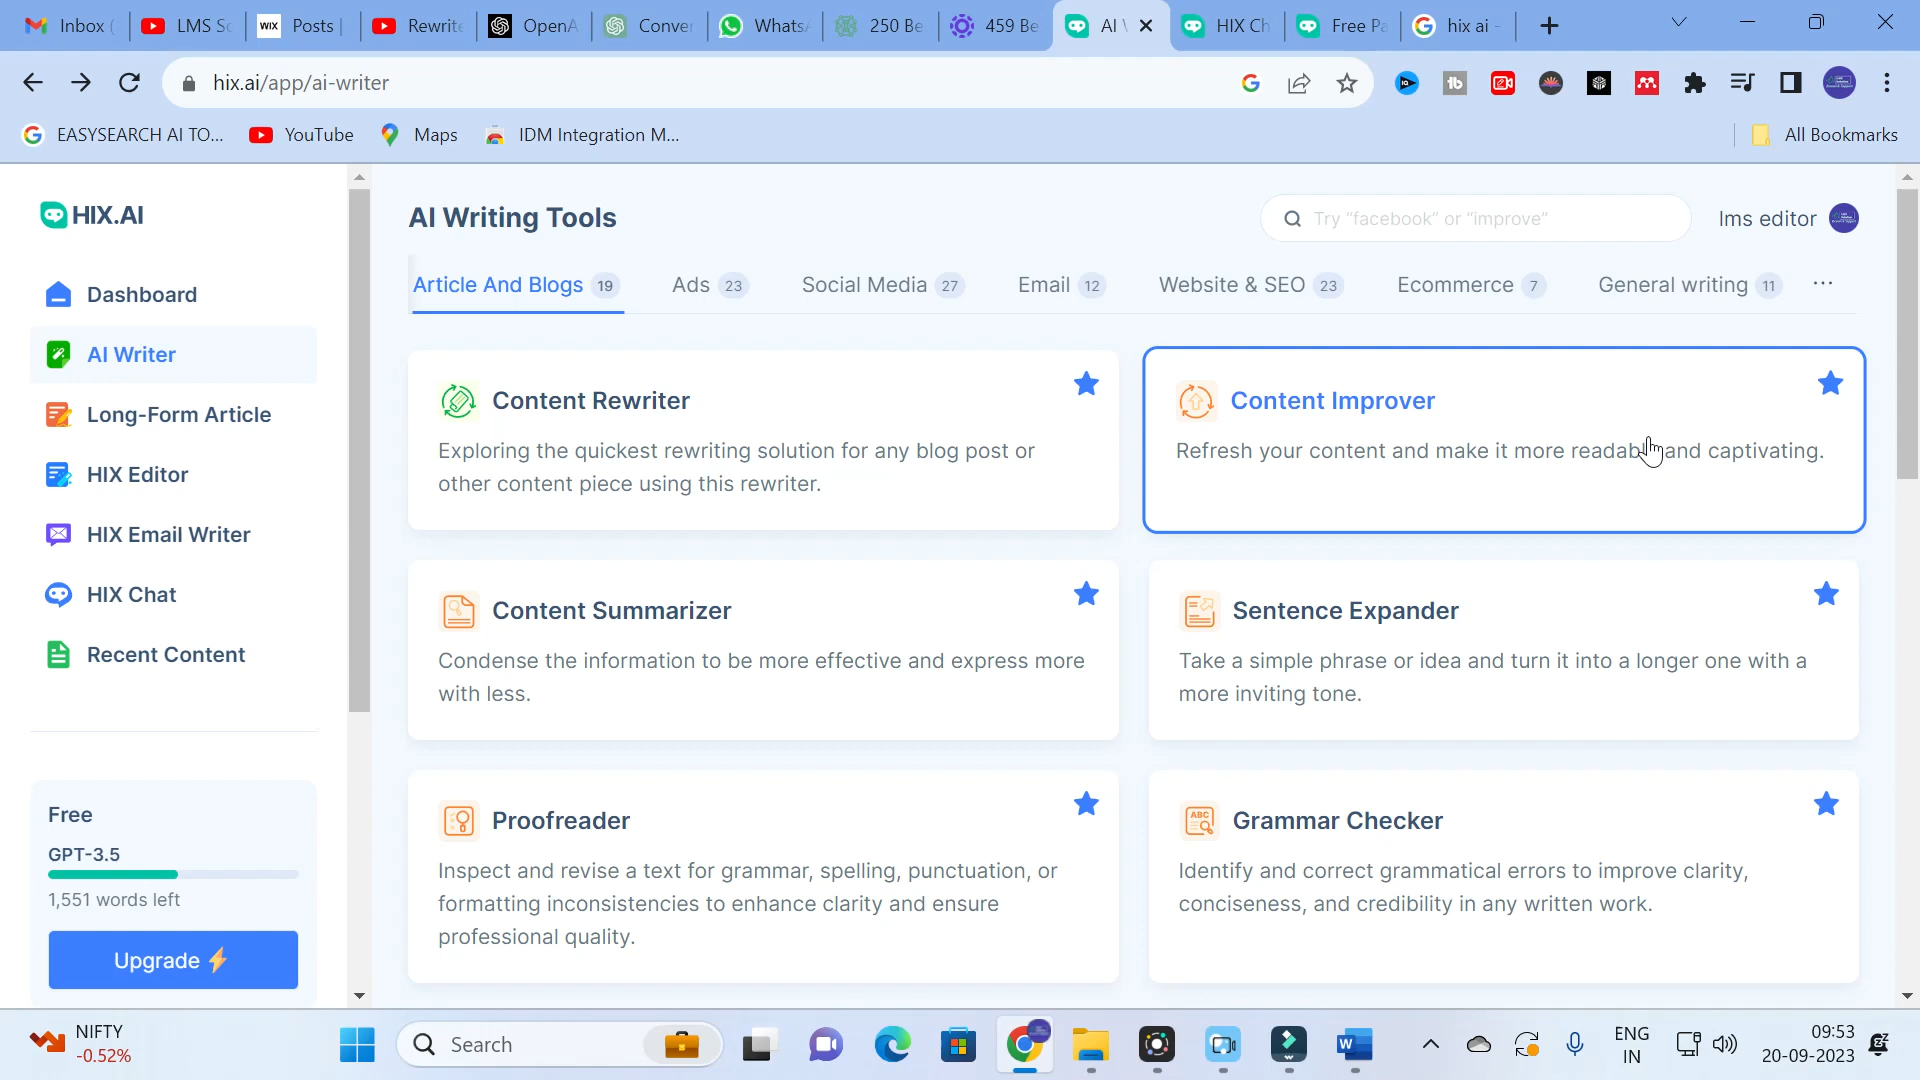 Inbox (
LMS Sc
WIX
Posts |
Rewrite
OpenA
Conver
WhatsA
250 Be
459 Be
AI \
HIX Ch
Free Pa
hix ai -
hix.ai/app/ai-writer
EASYSEARCH AI TO...
YouTube
Maps
IDM Integration M...
All Bookmarks
HIX.AI
AI Writing Tools
Try "facebook" or "improve"
lms editor
Article And Blogs 19
Ads 23
Social Media 27
Email 12
Website & SEO 23
Ecommerce 7
General writing 11
...
Dashboard
AI Writer
Long-Form Article
HIX Editor
HIX Email Writer
HIX Chat
Recent Content
Free
GPT-3.5
1,551 words left
Upgrade
Content Rewriter
Exploring the quickest rewriting solution for any blog post or
other content piece using this rewriter.
Content Improver
Refresh your content and make it more readab and captivating.
Content Summarizer
Condense the information to be more effective and express more
with less.
Sentence Expander
Take a simple phrase or idea and turn it into a longer one with a
more inviting tone.
Proofreader
Inspect and revise a text for grammar, spelling, punctuation, or
formatting inconsistencies to enhance clarity and ensure
professional quality.
ABC
Grammar Checker
Identify and correct grammatical errors to improve clarity,
conciseness, and credibility in any written work.
NIFTY
-0.52%
Search
ENG
IN
09:53
20-09-2023